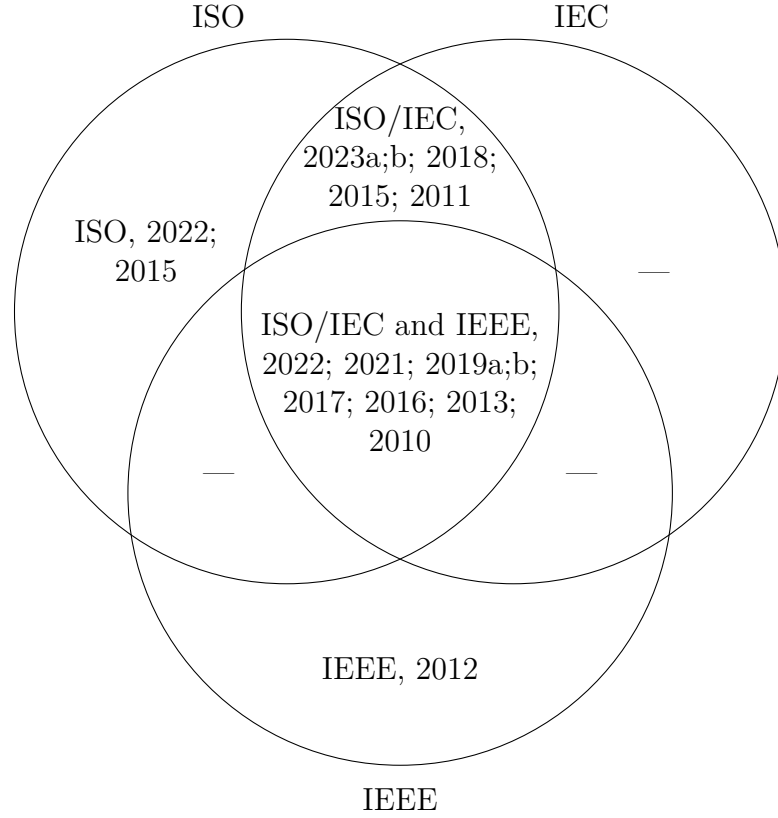 ISO
IEC
ISO/IEC,
2023a;b; 2018;
2015; 2011
ISO, 2022;
2015
—
ISO/IEC and IEEE,
2022; 2021; 2019a;b;
2017; 2016; 2013;
2010
—
—
IEEE, 2012
IEEE